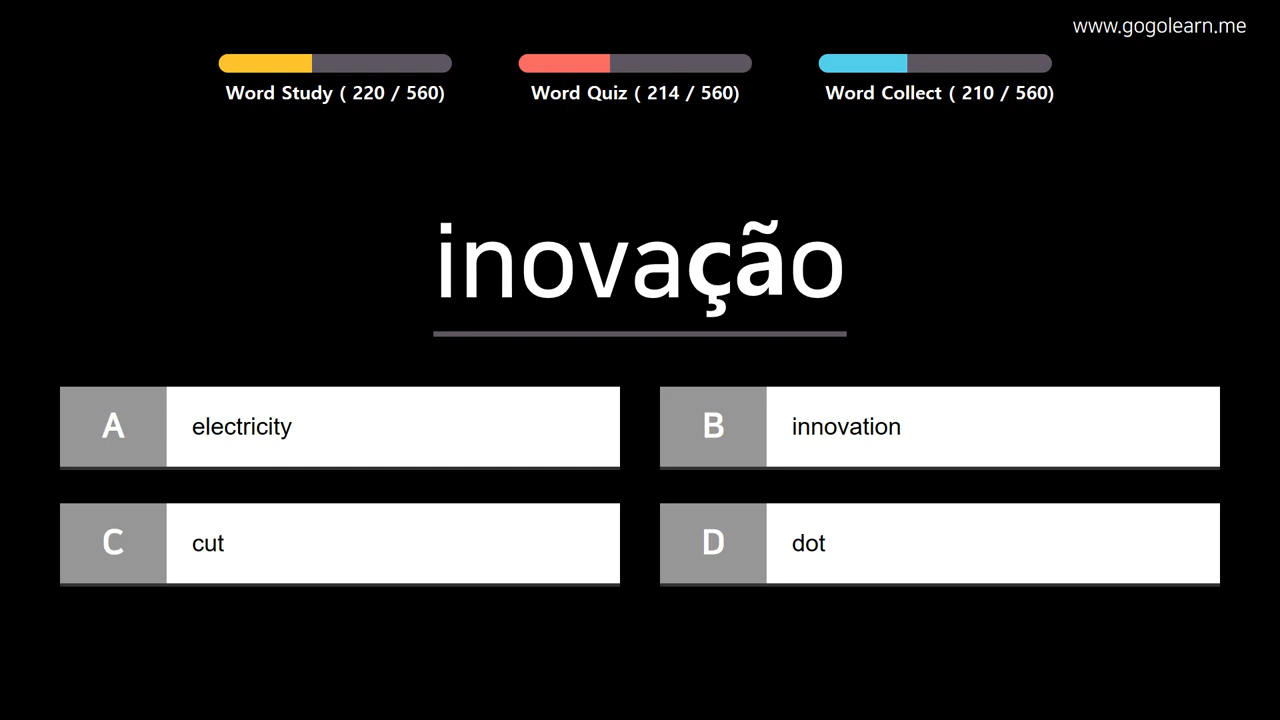 www.gogolearn.me
Word Study ( 220 / 560)
Word Quiz ( 214 / 560)
Word Collect ( 210 / 560)
inovação
A electricity
B innovation
C cut
D dot